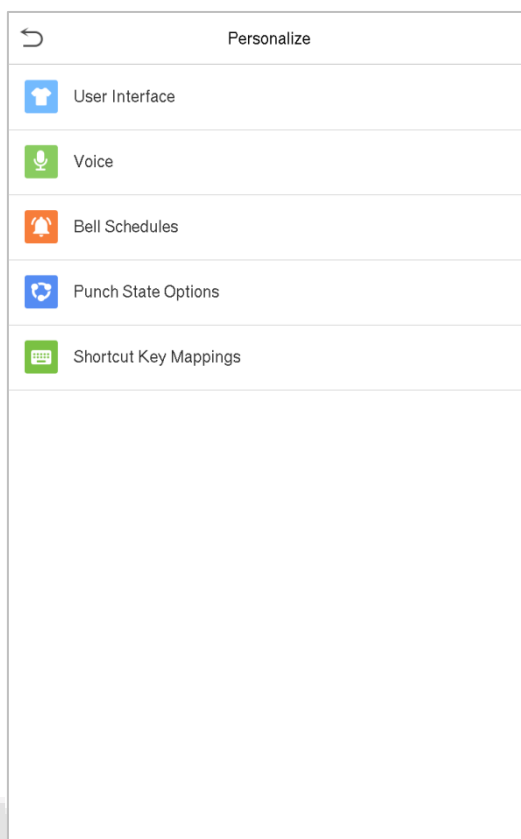 Personalize
User Interface
Voice
Bell Schedules
Punch State Options
Shortcut Key Mappings